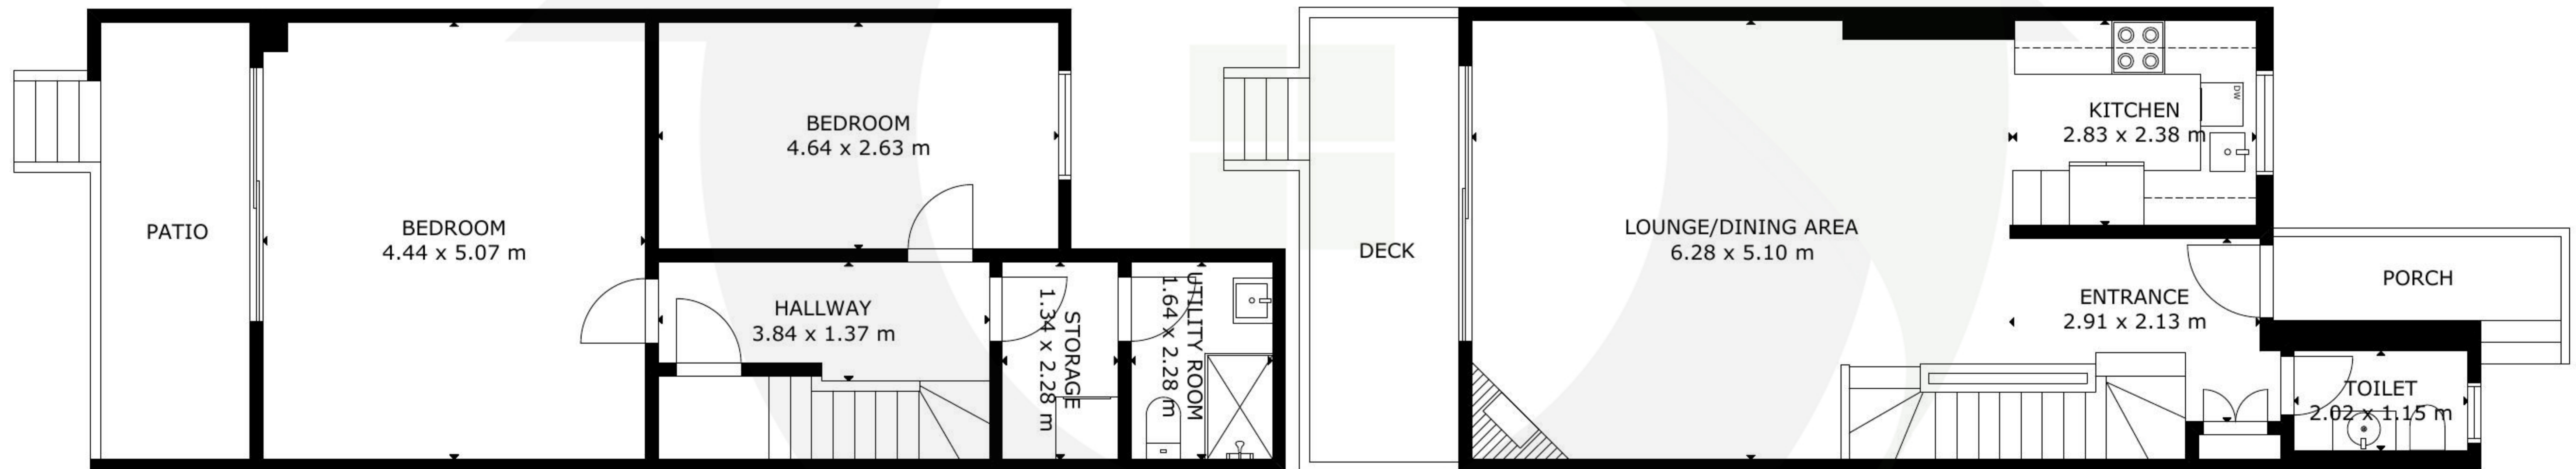 PATIO
BEDROOM
4.44 x 5.07 m
BEDROOM
4.64 x 2.63 m
HALLWAY
3.84 x 1.37 m
STORAGE
1.34 x 2.28 m
UTILITY ROOM
1.64 x 2.28 m
DECK
LOUNGE/DINING AREA
6.28 x 5.10 m
KITCHEN
2.83 x 2.38 m
DW
ENTRANCE
2.91 x 2.13 m
PORCH
TOILET
2.02 x 1.15 m